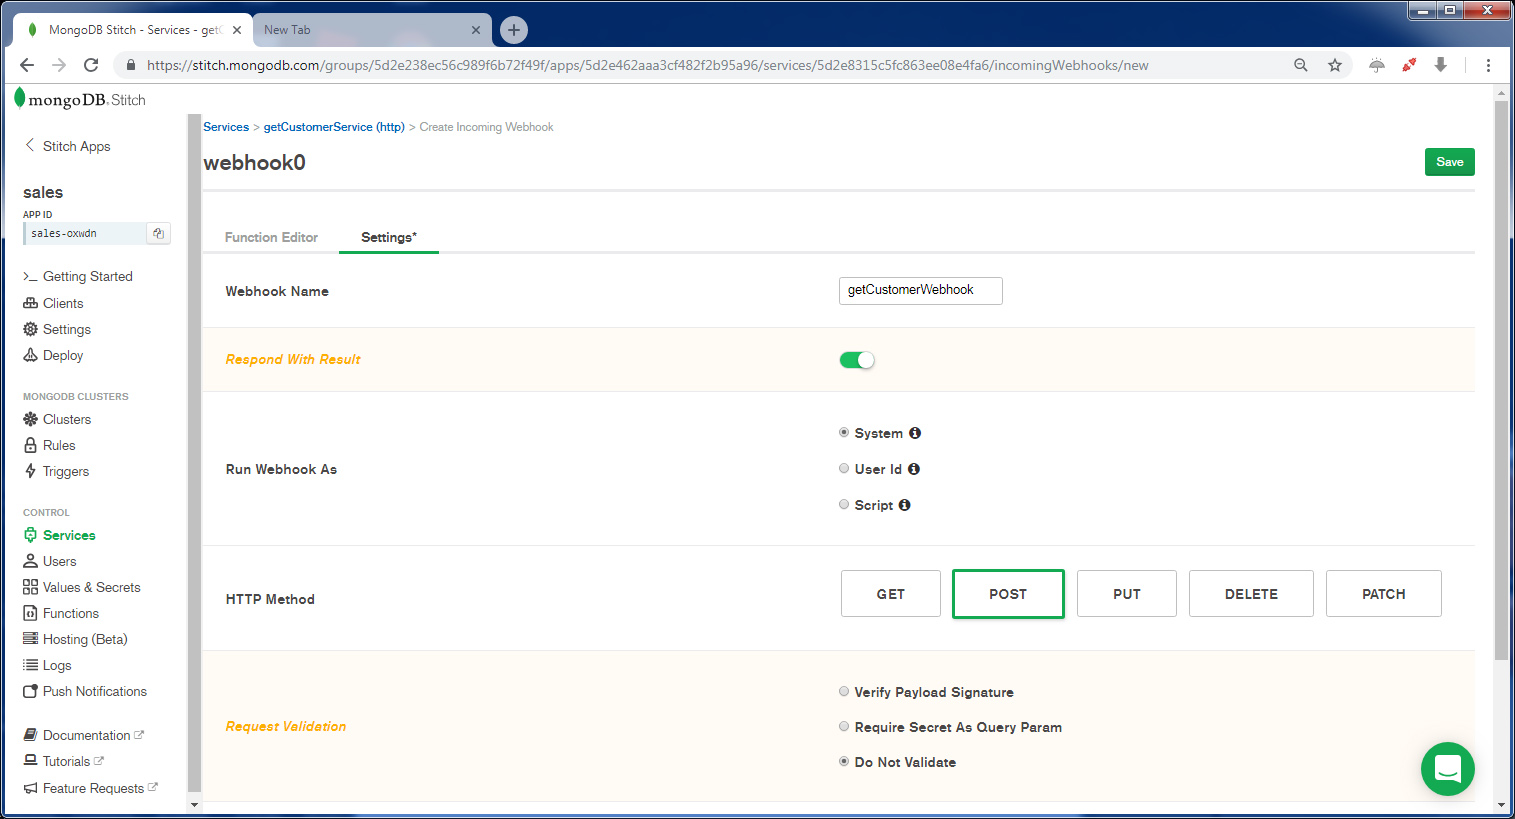 MongoDB Stitch - Services - get
New Tab
https://stitch.mongodb.com/groups/5d2e238ec56c989f6b72f49f/apps/5d2e462aaa3cf482f2b95a96/services/5d2e8315c5fc863ee08e4fa6/incomingWebhooks/new
mongoDB. Stitch
Stitch Apps
sales
APP ID
sales-oxwdn
Getting Started
Clients
Settings
Deploy
MONGODB CLUSTERS
Clusters
Rules
Triggers
CONTROL
Services
Users
Values & Secrets
Functions
Hosting (Beta)
Logs
Push Notifications
Documentation
Tutorials
Feature Requests
Services > getCustomerService (http) > Create Incoming Webhook
webhook0
Save
Function Editor Settings*
Webhook Name getCustomerWebhook
Respond With Result
Run Webhook As
System
User Id
Script
HTTP Method GET POST PUT DELETE PATCH
Request Validation
Verify Payload Signature
Require Secret As Query Param
Do Not Validate